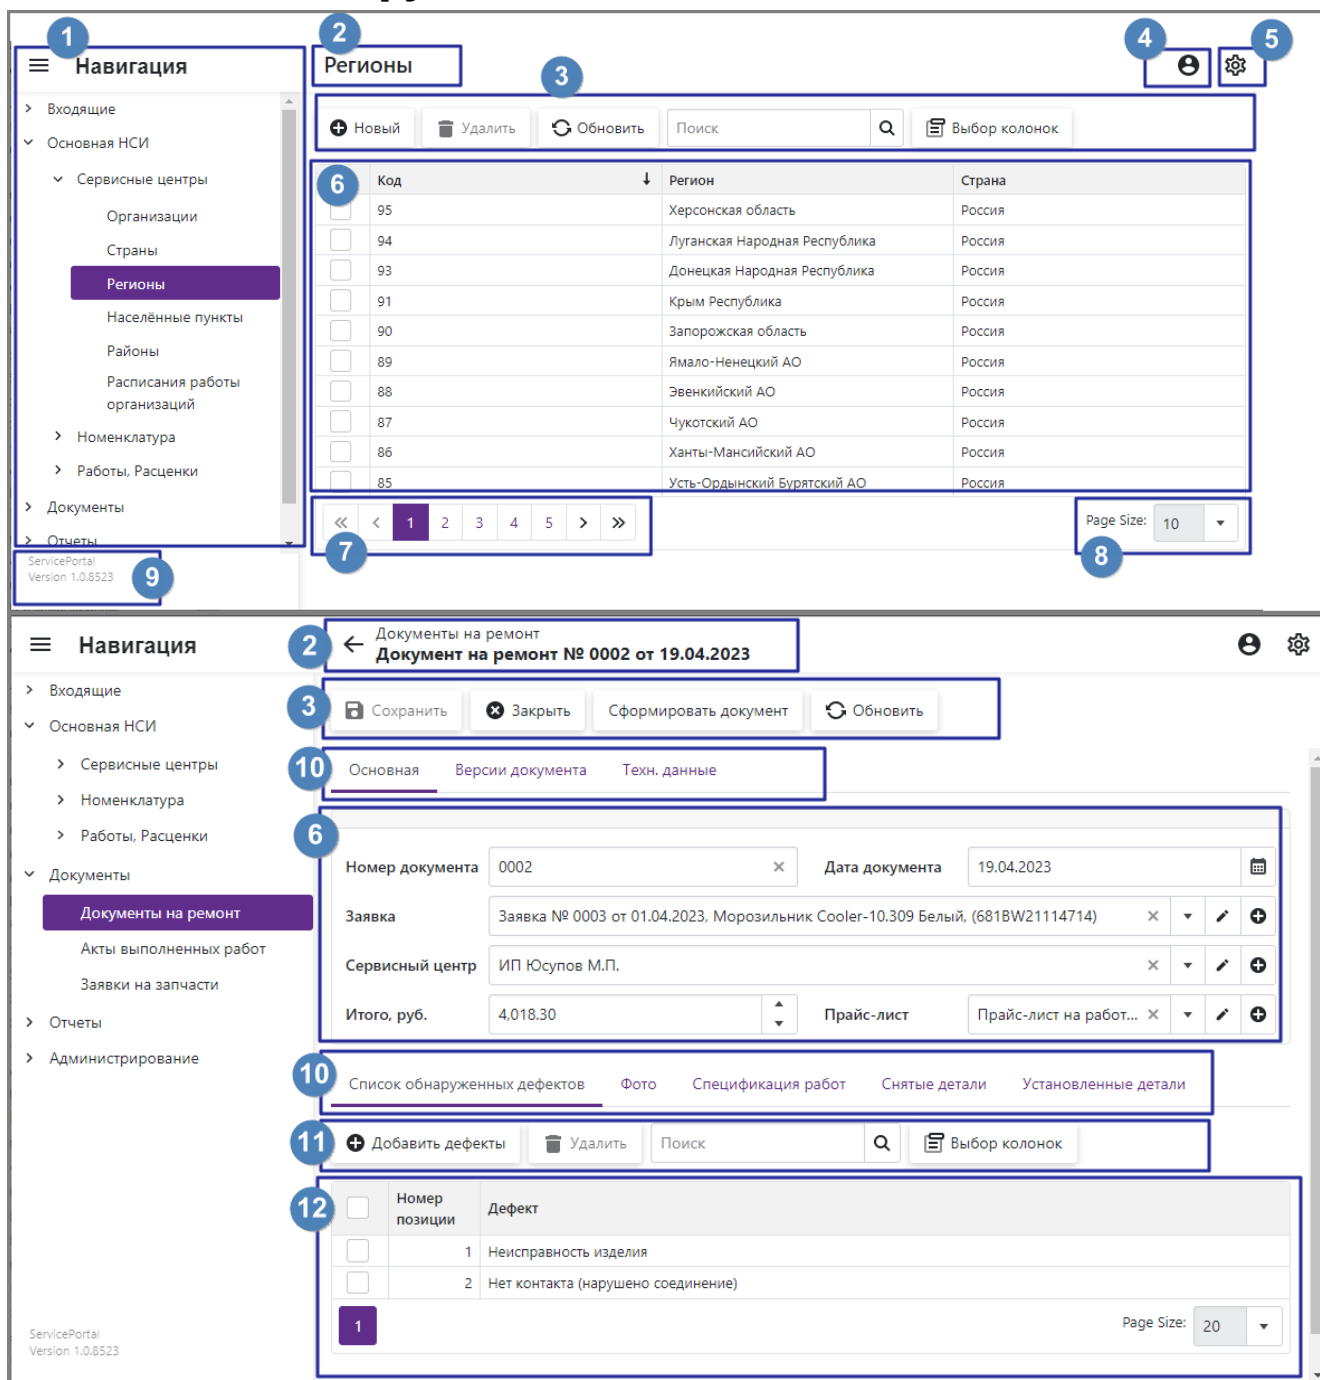 1
2
3
4
5
Навигация
Регионы
Входящие
Основная НСИ
Сервисные центры
Организации
Страны
Регионы
Населённые пункты
Районы
Расписания работы
организаций
Номенклатура
Работы, Расценки
Документы
Отчеты
ServicePortal
Version 1.0.8523
9
Новый Удалить Обновить Поиск Выбор колонок
6
Код Регион Страна
95 Херсонская область Россия
94 Луганская Народная Республика Россия
93 Донецкая Народная Республика Россия
91 Крым Республика Россия
90 Запорожская область Россия
89 Ямало-Ненецкий АО Россия
88 Эвенкийский АО Россия
87 Чукотский АО Россия
86 Ханты-Мансийский АО Россия
85 Усть-Ордынский Бурятский АО Россия
« < 1 2 3 4 5 > »
7
Page Size: 10
8
Навигация
Входящие
Основная НСИ
Сервисные центры
Номенклатура
Работы, Расценки
Документы
Документы на ремонт
Акты выполненных работ
Заявки на запчасти
Отчеты
Администрирование
ServicePortal
Version 1.0.8523
2
Документы на ремонт
Документ на ремонт № 0002 от 19.04.2023
3
Сохранить Закрыть Сформировать документ Обновить
10
Основная Версии документа Техн. данные
6
Номер документа 0002 Дата документа 19.04.2023
Заявка Заявка № 0003 от 01.04.2023, Морозильник Cooler-10.309 Белый, (681BW21114714)
Сервисный центр ИП Юсупов М.П.
Итого, руб. 4,018.30 Прайс-лист Прайс-лист на работ...
10
Список обнаруженных дефектов Фото Спецификация работ Снятые детали Установленные детали
11
Добавить дефекты Удалить Поиск Выбор колонок
12
Номер
позиции
Дефект
1 Неисправность изделия
2 Нет контакта (нарушено соединение)
1
Page Size: 20